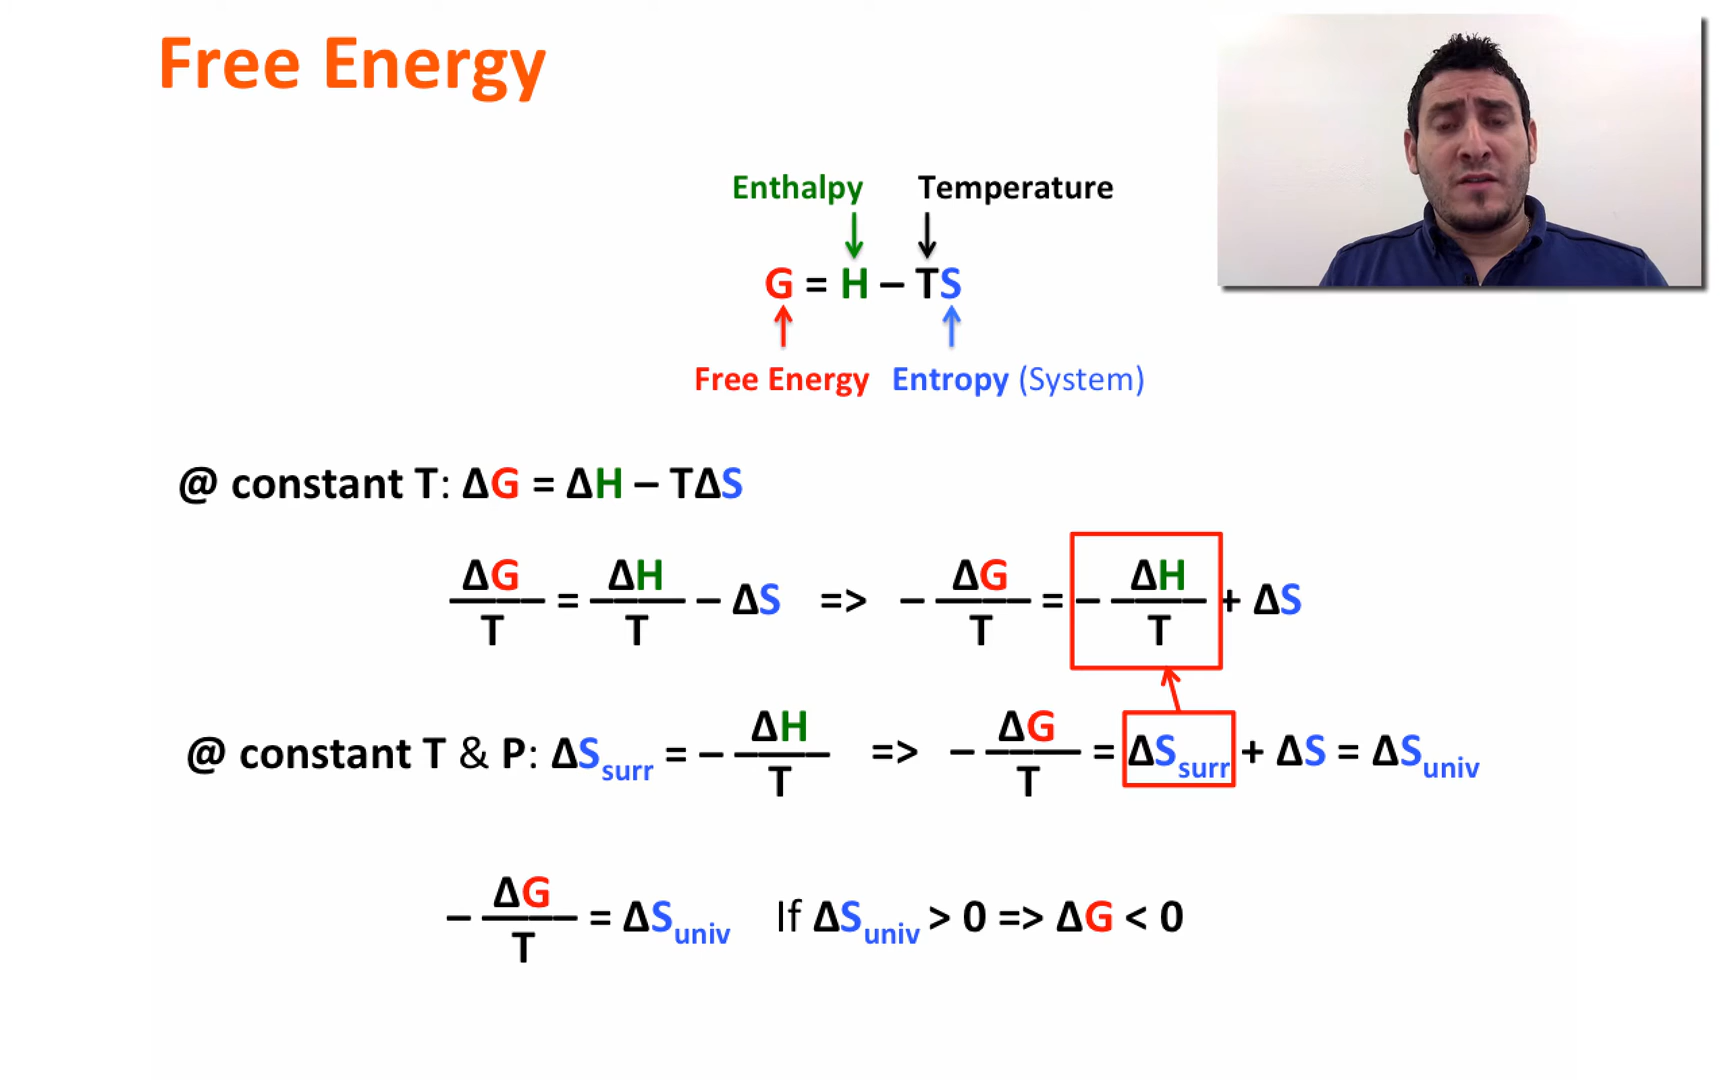 Free Energy
Enthalpy Temperature
G = H – TS
Free Energy Entropy (System)
@ constant T: ΔG = ΔH – TΔS
ΔG/T = ΔH/T – ΔS => – ΔG/T = – ΔH/T + ΔS
@ constant T & P: ΔSsurr = – ΔH/T => – ΔG/T = ΔSsurr + ΔS = ΔSuniv
– ΔG/T = ΔSuniv If ΔSuniv > 0 => ΔG < 0